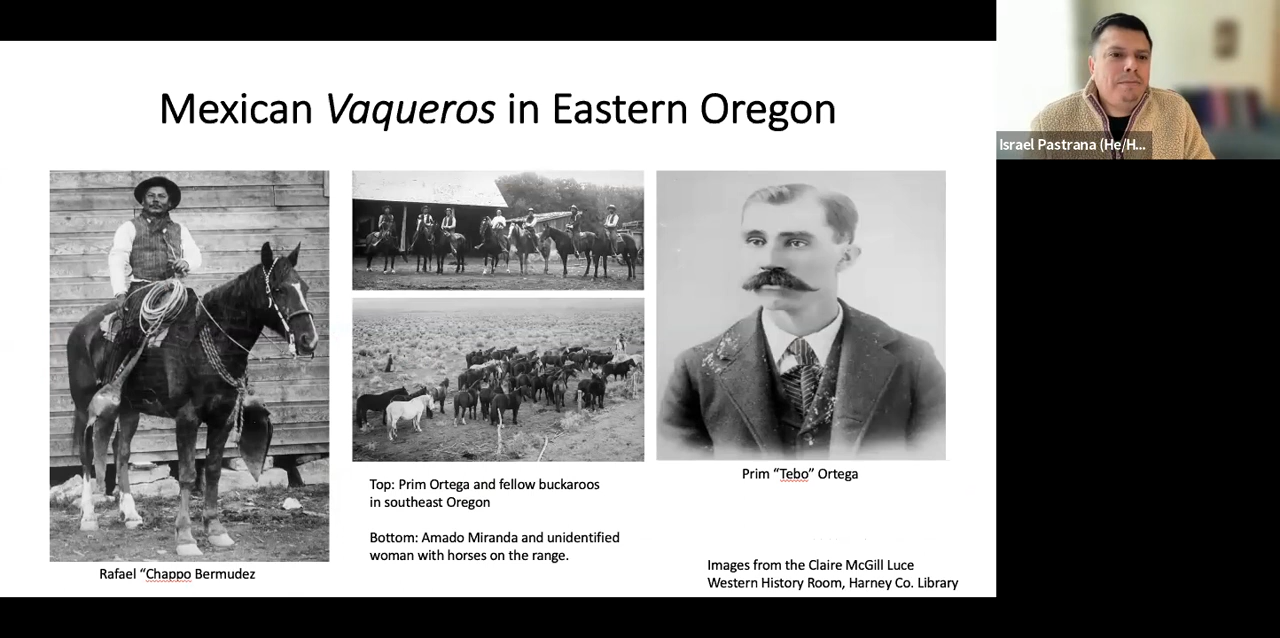 Mexican Vaqueros in Eastern Oregon
Israel Pastrana (He/H...
Prim “Tebo” Ortega
Top: Prim Ortega and fellow buckaroos
in southeast Oregon
Bottom: Amado Miranda and unidentified
woman with horses on the range.
Rafael “Chappo Bermudez
Images from the Claire McGill Luce
Western History Room, Harney Co. Library